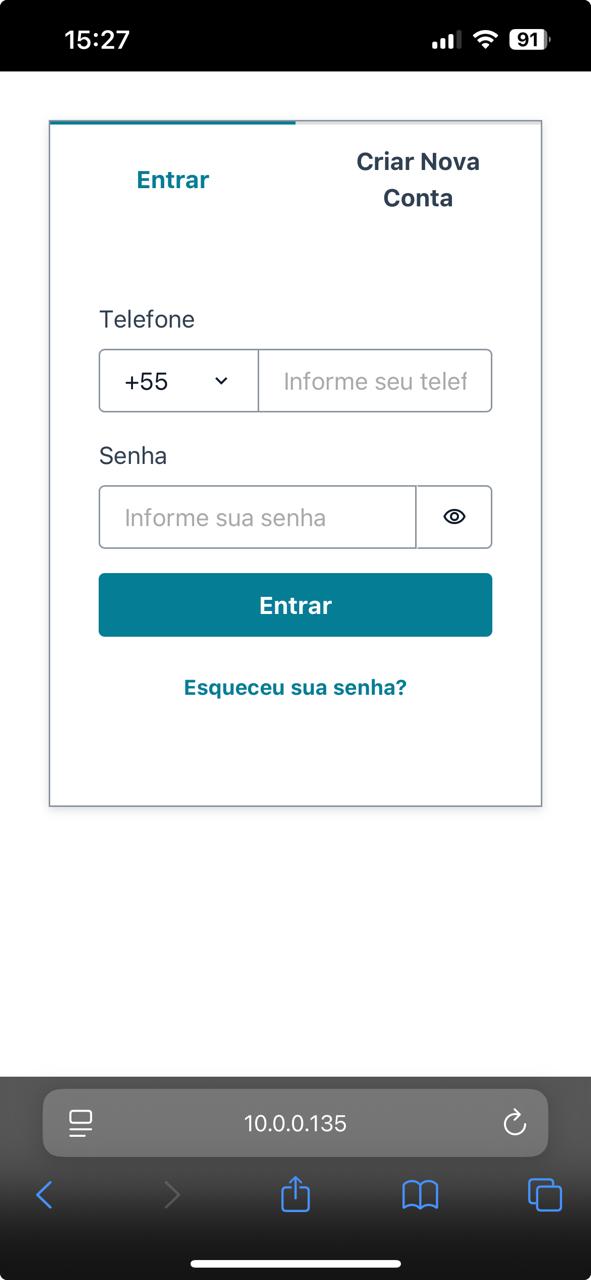 15:27
91
Entrar
Criar Nova
Conta
Telefone
+55
Informe seu telef
Senha
Informe sua senha
Entrar
Esqueceu sua senha?
10.0.0.135